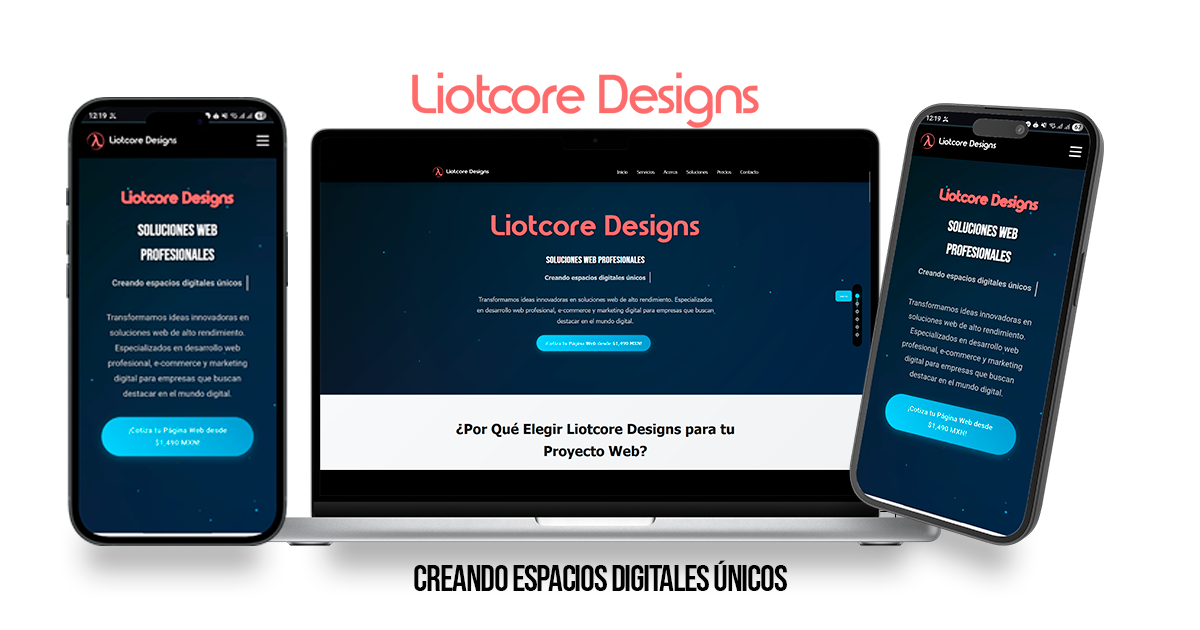 Liotcore Designs
12:19
67
Liotcore Designs
Liotcore Designs
SOLUCIONES WEB
PROFESIONALES
Creando espacios digitales únicos
Transformamos ideas innovadoras en
soluciones web de alto rendimiento.
Especializados en desarrollo web
profesional, e-commerce y marketing
digital para empresas que buscan
destacar en el mundo digital.
¡Cotiza tu Página Web desde
$1,490 MXN!
Liotcore Designs
Inicio Servicios Acerca Soluciones Precios Contacto
Liotcore Designs
SOLUCIONES WEB PROFESIONALES
Creando espacios digitales únicos
Transformamos ideas innovadoras en soluciones web de alto rendimiento. Especializados
en desarrollo web profesional, e-commerce y marketing digital para empresas que buscan
destacar en el mundo digital.
¡Cotiza tu Página Web desde $1,490 MXN!
¿Por Qué Elegir Liotcore Designs para tu
Proyecto Web?
12:19
62
Liotcore Designs
Liotcore Designs
SOLUCIONES WEB
PROFESIONALES
Creando espacios digitales únicos
Transformamos ideas innovadoras en
soluciones web de alto rendimiento.
Especializados en desarrollo web
profesional, e-commerce y marketing
digital para empresas que buscan
destacar en el mundo digital.
¡Cotiza tu Página Web desde
$1,490 MXN!
CREANDO ESPACIOS DIGITALES ÚNICOS